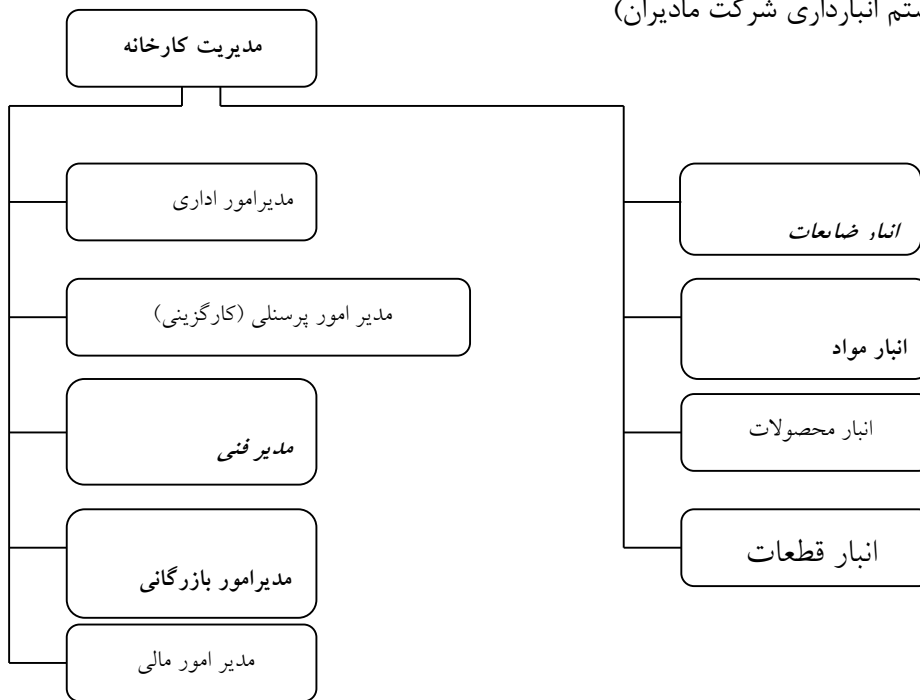 انبارداری شرکت مادیران)
مدیریت کارخانه
مدیرامور اداری
مدیر امور پرسنلی (کارگزینی)
مدیر فنی
مدیرامور بازرگانی
مدیر امور مالی
انبار ضایعات
انبار مواد
انبار محصولات
انبار قطعات